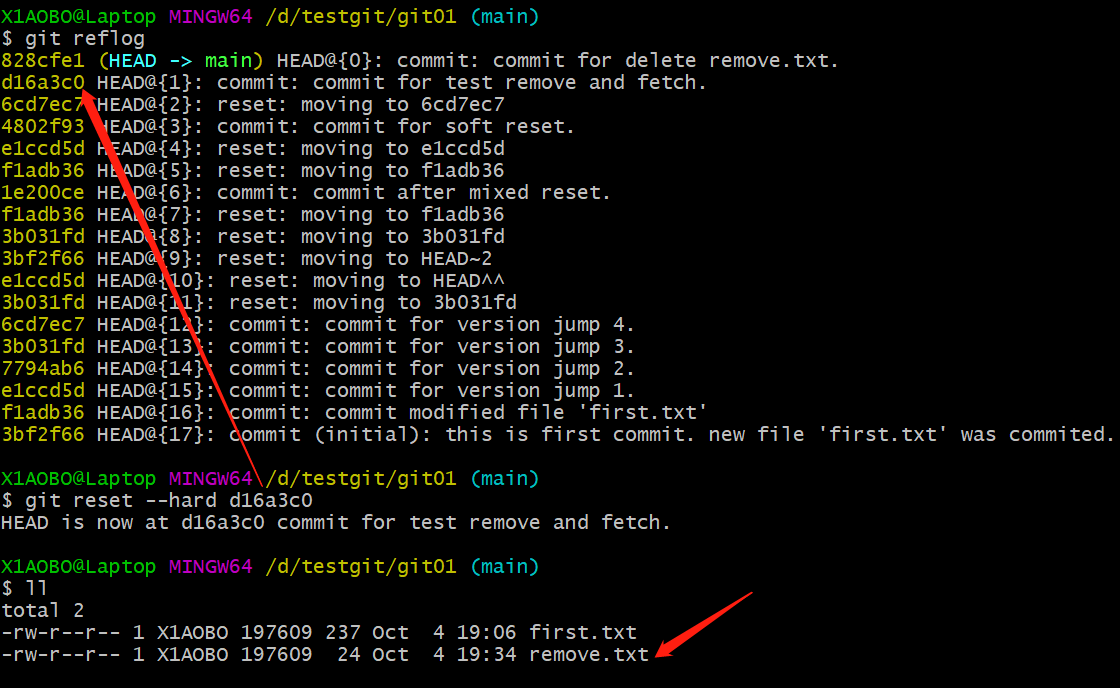 X1AOBO@Laptop MINGW64 /d/testgit/git01 (main)
$ git reflog
828cfe1 (HEAD -> main) HEAD@{0}: commit: commit for delete remove.txt.
d16a3c0 HEAD@{1}: commit: commit for test remove and fetch.
6cd7ec7 HEAD@{2}: reset: moving to 6cd7ec7
4802f93 HEAD@{3}: commit: commit for soft reset.
e1ccd5d HEAD@{4}: reset: moving to e1ccd5d
f1adb36 HEAD@{5}: reset: moving to f1adb36
1e200ce HEAD@{6}: commit: commit after mixed reset.
f1adb36 HEAD@{7}: reset: moving to f1adb36
3b031fd HEAD@{8}: reset: moving to 3b031fd
3bf2f66 HEAD@{9}: reset: moving to HEAD~2
e1ccd5d HEAD@{10}: reset: moving to HEAD^^
3b031fd HEAD@{11}: reset: moving to 3b031fd
6cd7ec7 HEAD@{12}: commit: commit for version jump 4.
3b031fd HEAD@{13}: commit: commit for version jump 3.
7794ab6 HEAD@{14}: commit: commit for version jump 2.
e1ccd5d HEAD@{15}: commit: commit for version jump 1.
f1adb36 HEAD@{16}: commit: commit modified file 'first.txt'
3bf2f66 HEAD@{17}: commit (initial): this is first commit. new file 'first.txt' was commited.
X1AOBO@Laptop MINGW64 /d/testgit/git01 (main)
$ git reset --hard d16a3c0
HEAD is now at d16a3c0 commit for test remove and fetch.
X1AOBO@Laptop MINGW64 /d/testgit/git01 (main)
$ ll
total 2
-rw-r--r-- 1 X1AOBO 197609 237 Oct  4 19:06 first.txt
-rw-r--r-- 1 X1AOBO 197609  24 Oct  4 19:34 remove.txt